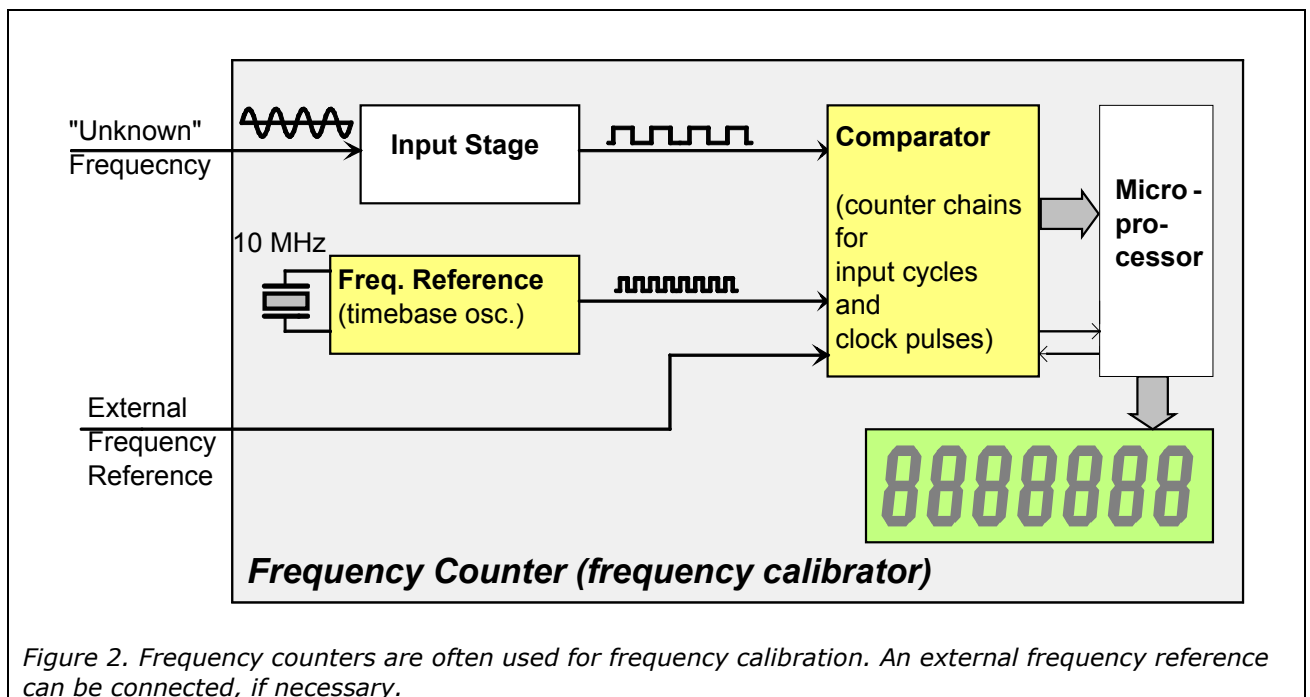 "Unknown"
Frequecncy
Input Stage
10 MHz
Freq. Reference
(timebase osc.)
External
Frequency
Reference
Comparator
(counter chains
for
input cycles
and
clock pulses)
Micro -
pro-
cessor
8888888
Frequency Counter (frequency calibrator)
Figure 2. Frequency counters are often used for frequency calibration. An external frequency reference
can be connected, if necessary.